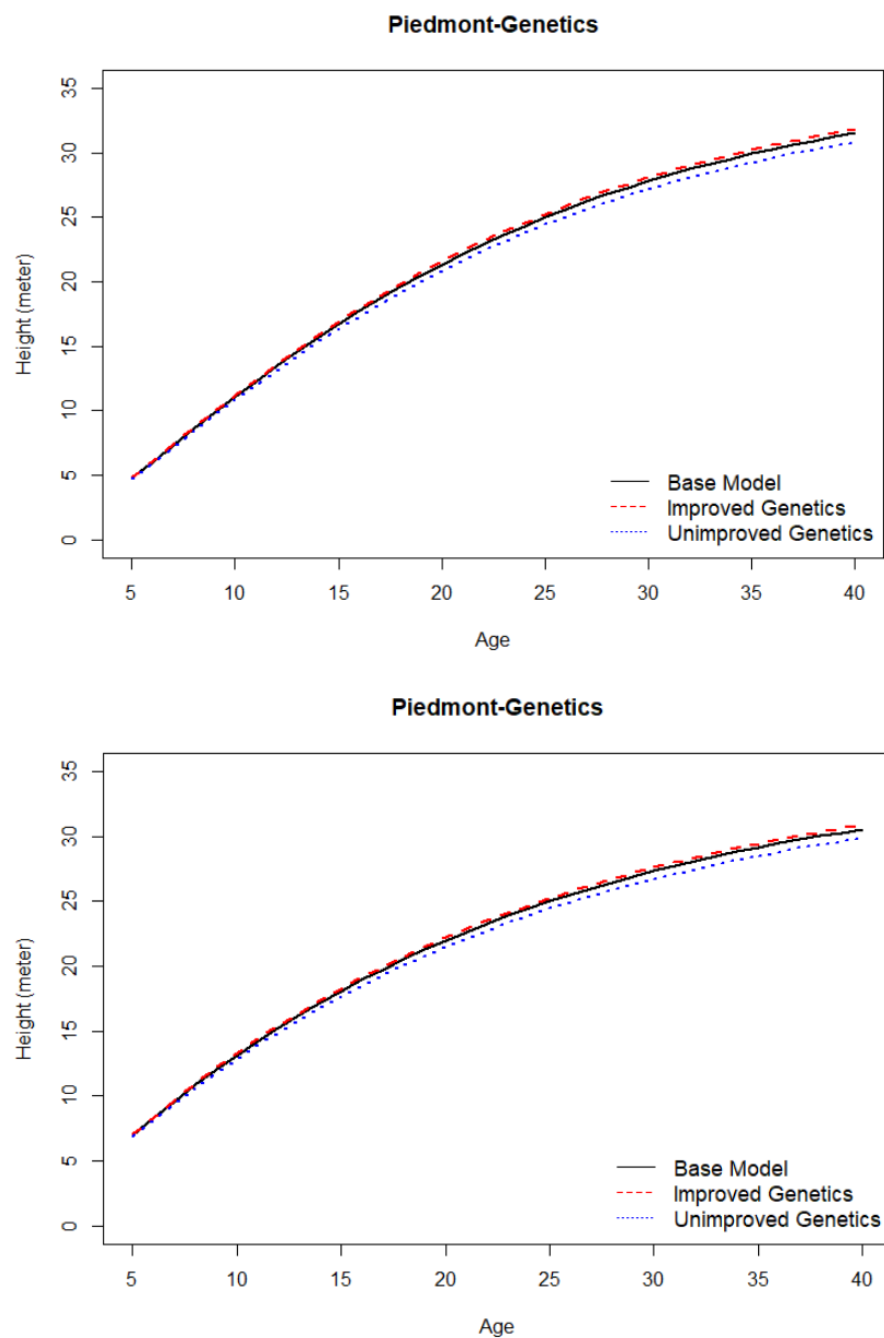 Piedmont-Genetics
35
30
25
20
15
10
5
0
Height (meter)
Base Model
Improved Genetics
Unimproved Genetics
5 10 15 20 25 30 35 40
Age
Piedmont-Genetics
35
30
25
20
15
10
5
0
Height (meter)
Base Model
Improved Genetics
Unimproved Genetics
5 10 15 20 25 30 35 40
Age